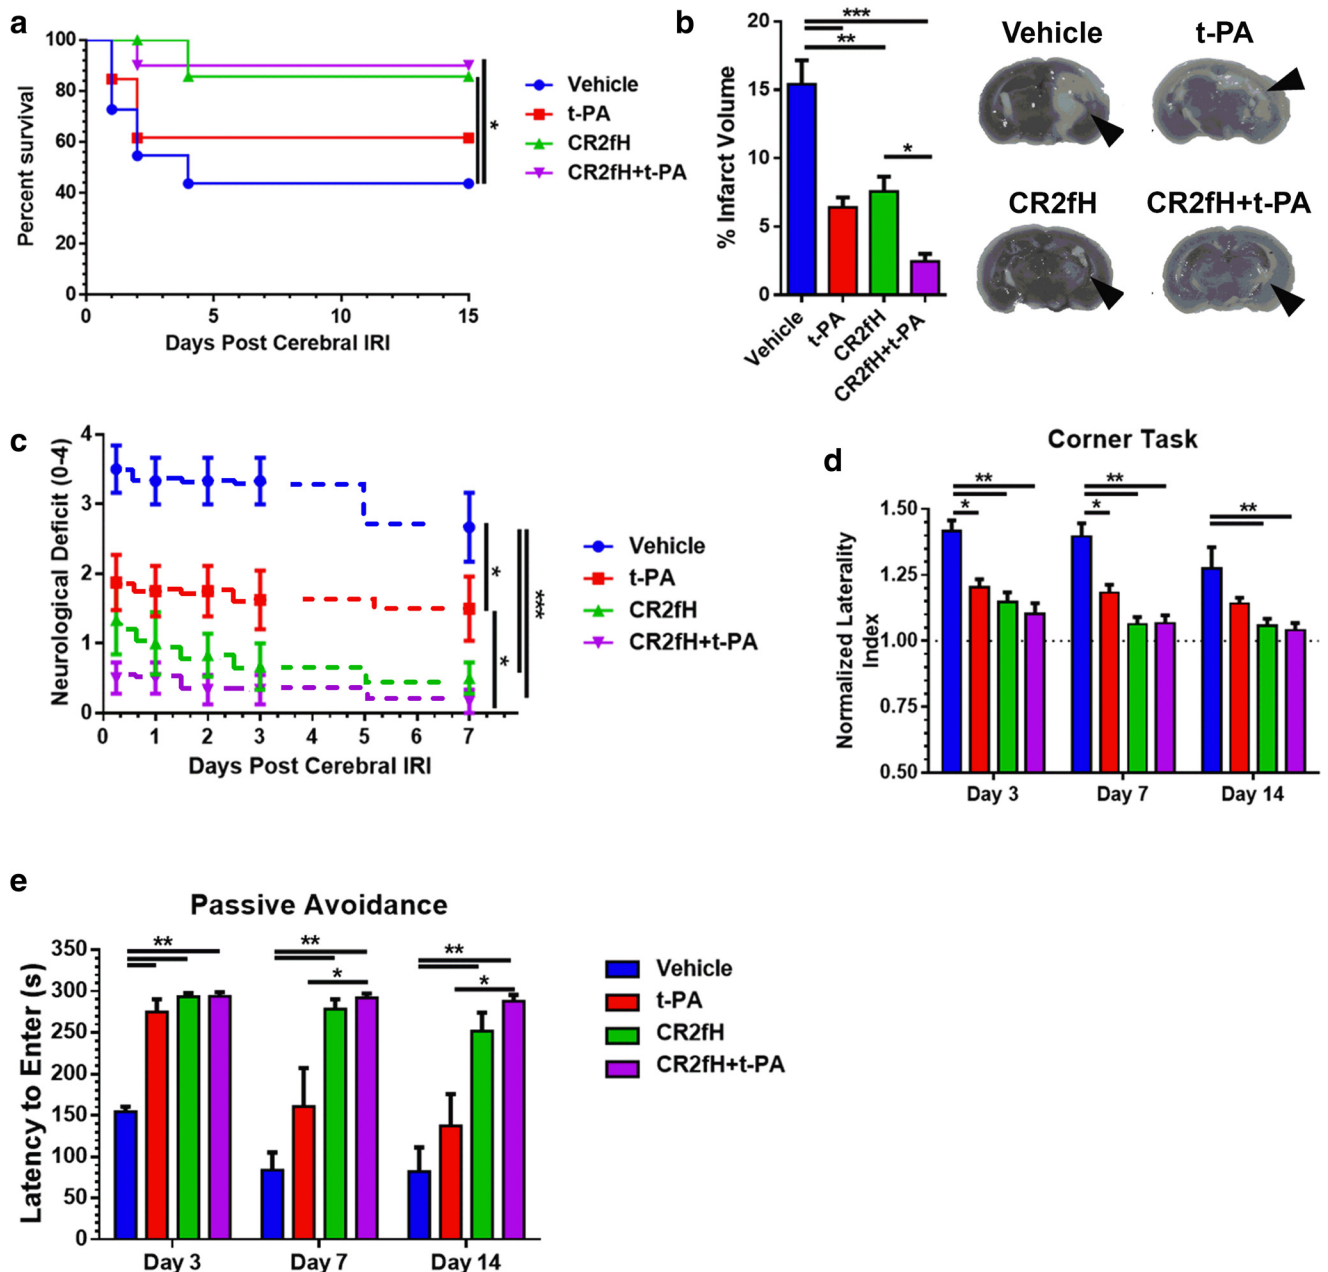 a
100
80
60
40
20
0
Percent survival
0 5 10 15
Days Post Cerebral IRI
*
Vehicle
t-PA
CR2fH
CR2fH+t-PA
b
20
15
10
5
0
% Infarct Volume
***
**
*
Vehicle
t-PA
CR2fH
CR2fH+t-PA
Vehicle t-PA
CR2fH CR2fH+t-PA
c
4
3
2
1
0
Neurological Deficit (0-4)
0 1 2 3 4 5 6 7
Days Post Cerebral IRI
*
*
***
Vehicle
t-PA
CR2fH
CR2fH+t-PA
d
Corner Task
1.50
1.25
1.00
0.75
0.50
Normalized Laterality
Index
** ** **
* *
Day 3 Day 7 Day 14
e
Passive Avoidance
350
300
250
200
150
100
50
0
Latency to Enter (s)
** ** **
* *
Day 3 Day 7 Day 14
Vehicle
t-PA
CR2fH
CR2fH+t-PA